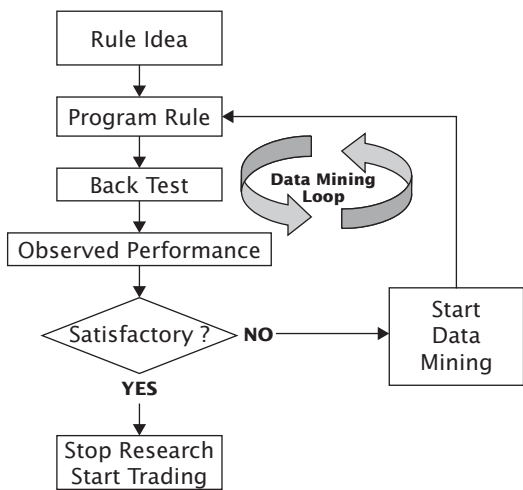 Rule Idea
Program Rule
Back Test
Data Mining
Loop
Observed Performance
Satisfactory ?
NO
Start
Data
Mining
YES
Stop Research
Start Trading